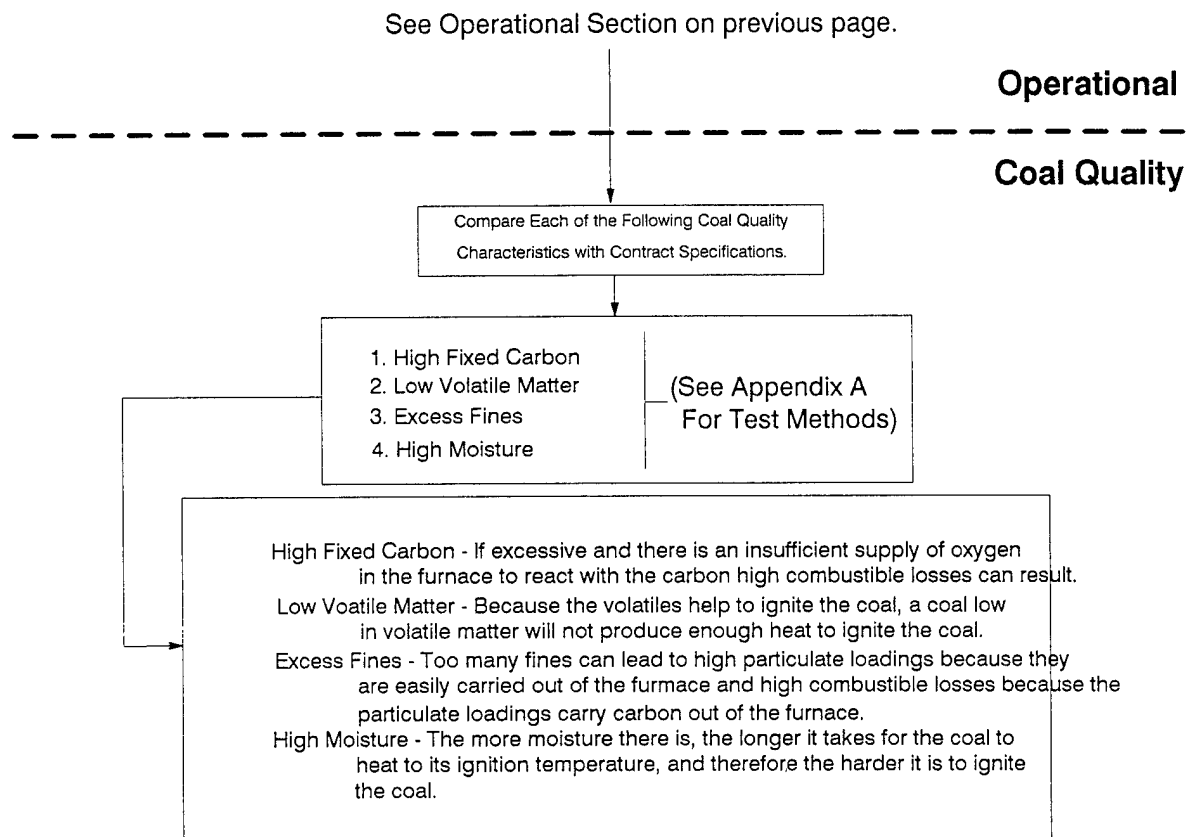 See Operational Section on previous page.
Operational
Coal Quality
Compare Each of the Following Coal Quality
Characteristics with Contract Specifications.
1. High Fixed Carbon
2. Low Volatile Matter
3. Excess Fines
4. High Moisture
(See Appendix A
For Test Methods)
High Fixed Carbon - If excessive and there is an insufficient supply of oxygen
in the furnace to react with the carbon high combustible losses can result.
Low Voatile Matter - Because the volatiles help to ignite the coal, a coal low
in volatile matter will not produce enough heat to ignite the coal.
Excess Fines - Too many fines can lead to high particulate loadings because they
are easily carried out of the furmace and high combustible losses because the
particulate loadings carry carbon out of the furnace.
High Moisture - The more moisture there is, the longer it takes for the coal to
heat to its ignition temperature, and therefore the harder it is to ignite
the coal.